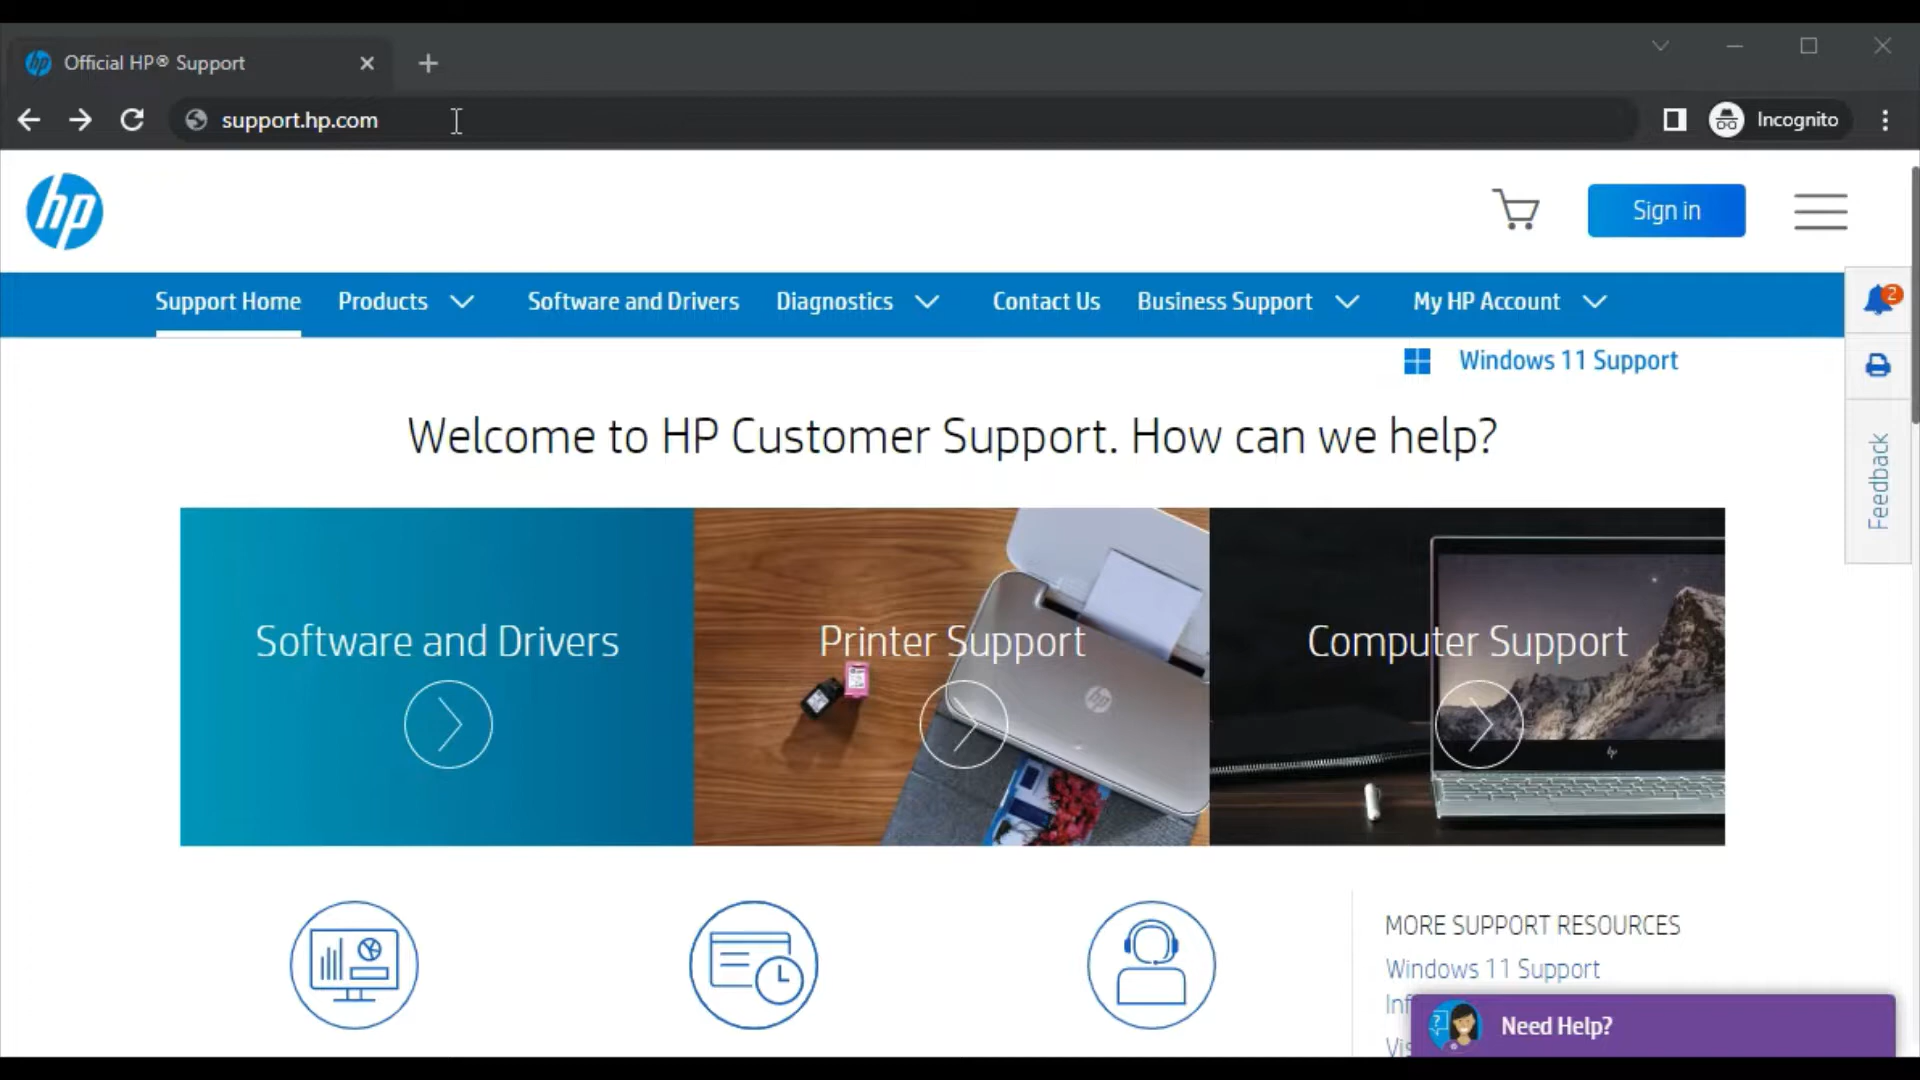 Official HP® Support
support.hp.com
Incognito
hp
Sign in
Support Home
Products
Software and Drivers
Diagnostics
Contact Us
Business Support
My HP Account
2
Windows 11 Support
Welcome to HP Customer Support. How can we help?
Feedback
Software and Drivers
Printer Support
Computer Support
MORE SUPPORT RESOURCES
Windows 11 Support
Need Help?